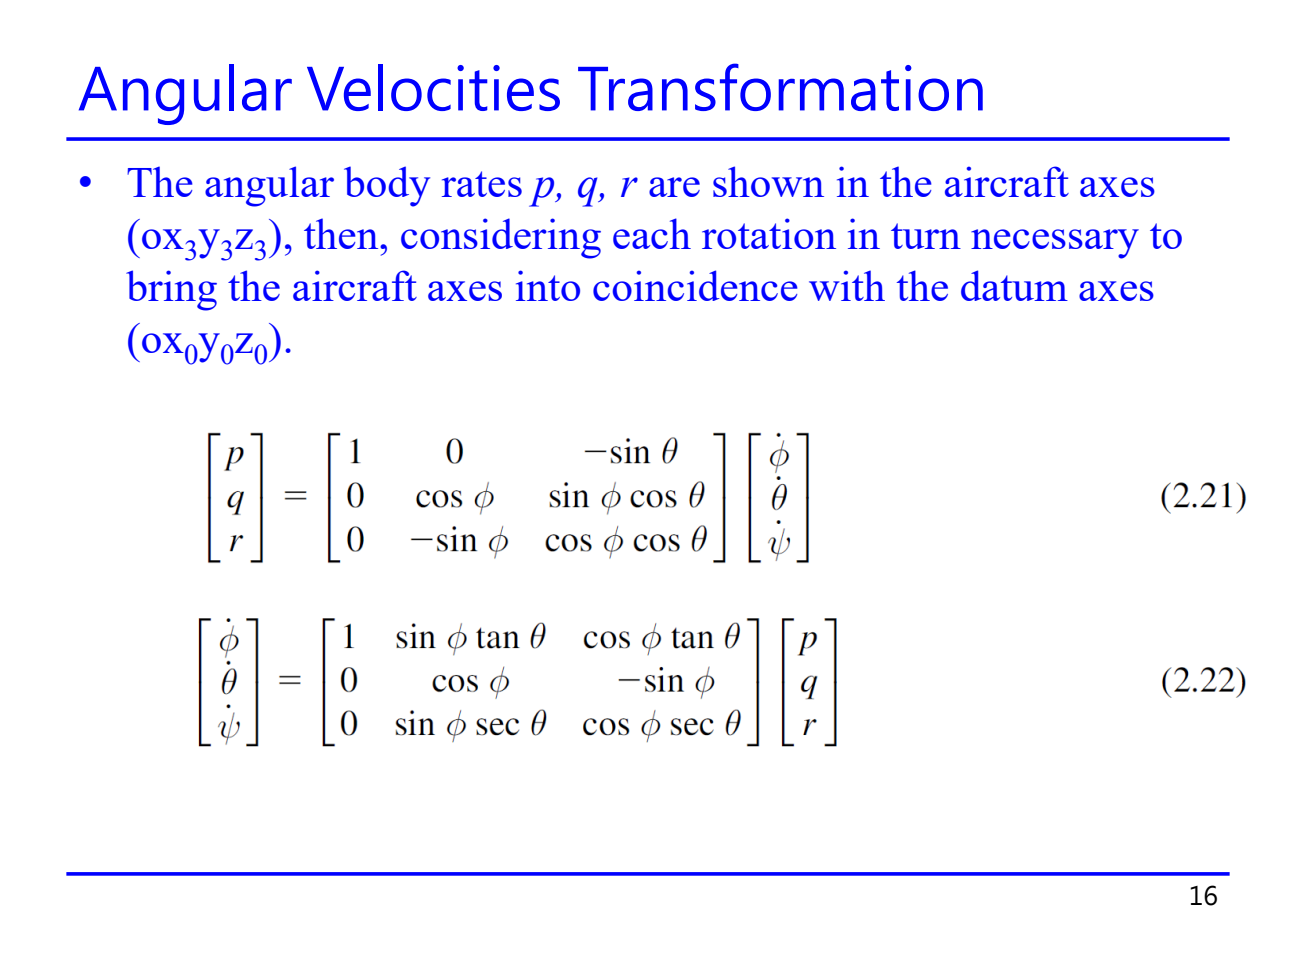 Angular Velocities Transformation
• The angular body rates p, q, r are shown in the aircraft axes
(ox₃y₃z₃), then, considering each rotation in turn necessary to
bring the aircraft axes into coincidence with the datum axes
(ox₀y₀z₀).
[p q r] = [1 0 −sin θ; 0 cos ϕ sin ϕ cos θ; 0 −sin ϕ cos ϕ cos θ] [ϕ̇ θ̇ ψ̇] (2.21)
[ϕ̇ θ̇ ψ̇] = [1 sin ϕ tan θ cos ϕ tan θ; 0 cos ϕ −sin ϕ; 0 sin ϕ sec θ cos ϕ sec θ] [p q r] (2.22)
16